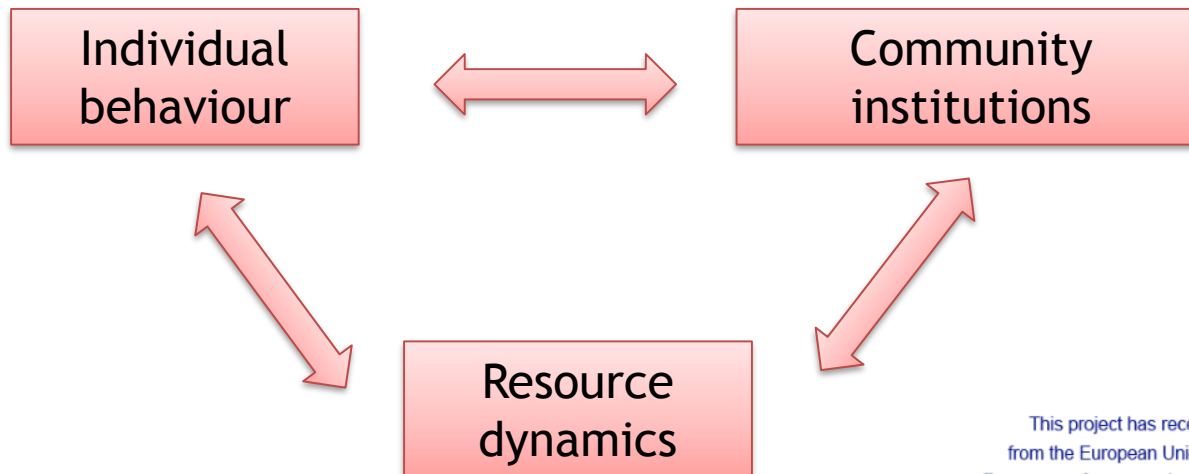 Individual
behaviour
Community
institutions
Resource
dynamics
This project has rece
from the European Uni